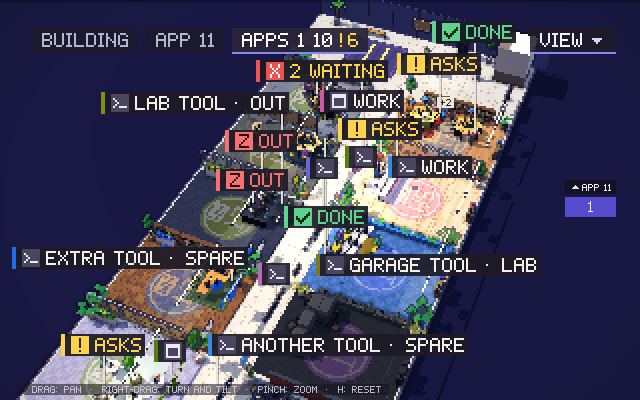 BUILDING APP 11 APPS 1 10 !6 VIEW
DONE
X 2 WAITING
! ASKS
LAB TOOL · OUT
WORK
+2
! ASKS
Z OUT
WORK
Z OUT
APP 11
1
DONE
EXTRA TOOL · SPARE
GARAGE TOOL · LAB
! ASKS
ANOTHER TOOL · SPARE
DRAG: PAN · RIGHT-DRAG: TURN AND TILT · PINCH: ZOOM · H: RESET